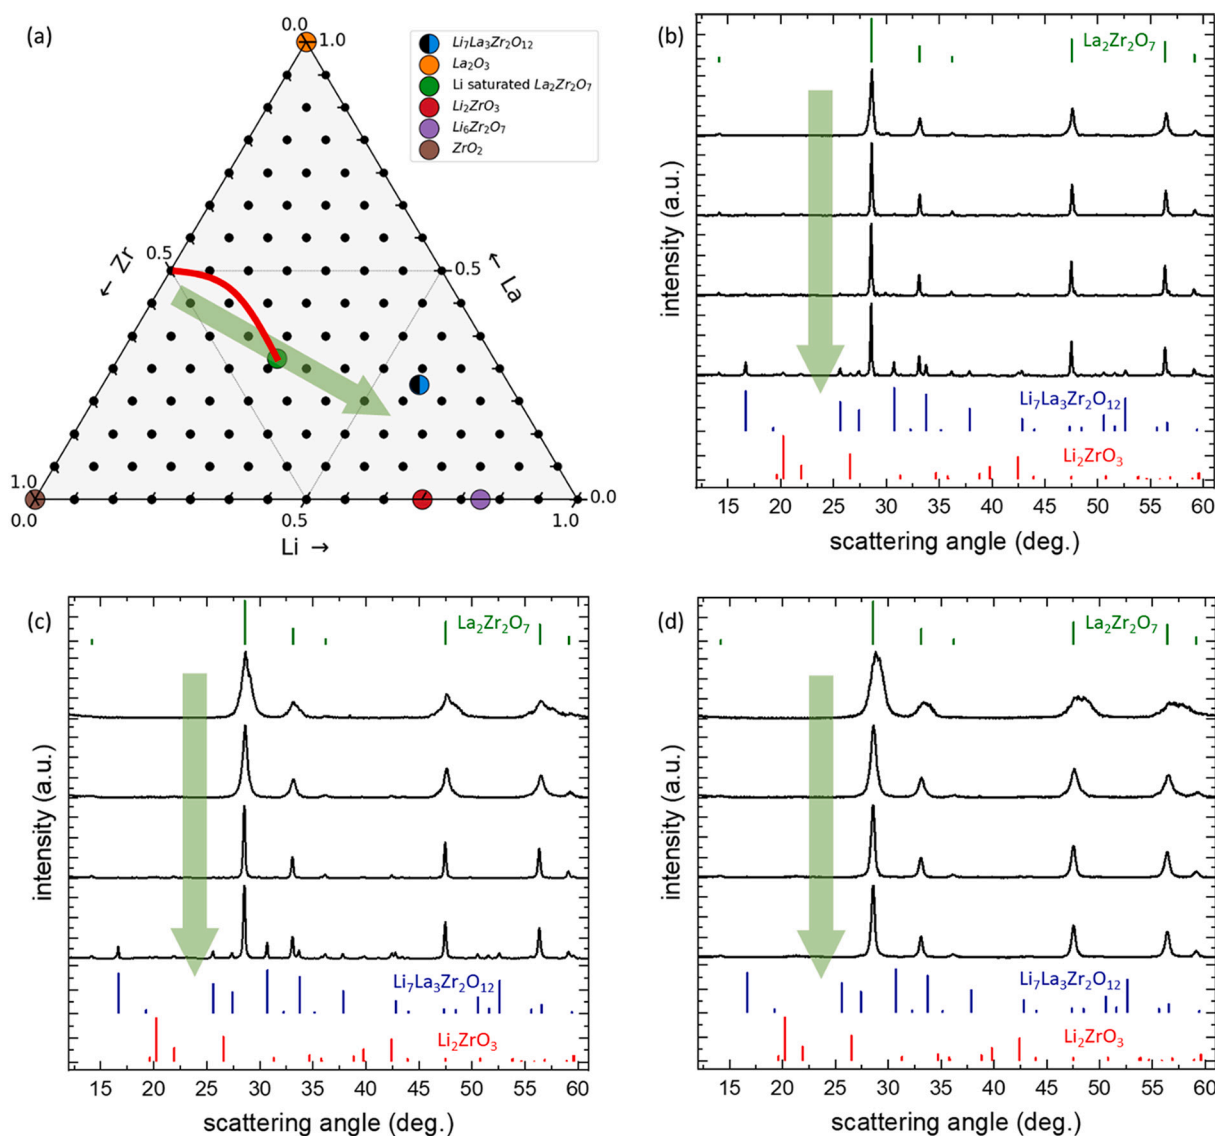 (a)
0.0
1.0
Li₇La₃Zr₂O₁₂
La₂O₃
Li saturated La₂Zr₂O₇
Li₂ZrO₃
Li₆Zr₂O₇
ZrO₂
← Zr
0.5
0.5
← La
1.0
0.0
0.0
0.5
1.0
Li →
(b)
La₂Zr₂O₇
intensity (a.u.)
Li₇La₃Zr₂O₁₂
Li₂ZrO₃
15 20 25 30 35 40 45 50 55 60
scattering angle (deg.)
(c)
La₂Zr₂O₇
intensity (a.u.)
Li₇La₃Zr₂O₁₂
Li₂ZrO₃
15 20 25 30 35 40 45 50 55 60
scattering angle (deg.)
(d)
La₂Zr₂O₇
intensity (a.u.)
Li₇La₃Zr₂O₁₂
Li₂ZrO₃
15 20 25 30 35 40 45 50 55 60
scattering angle (deg.)